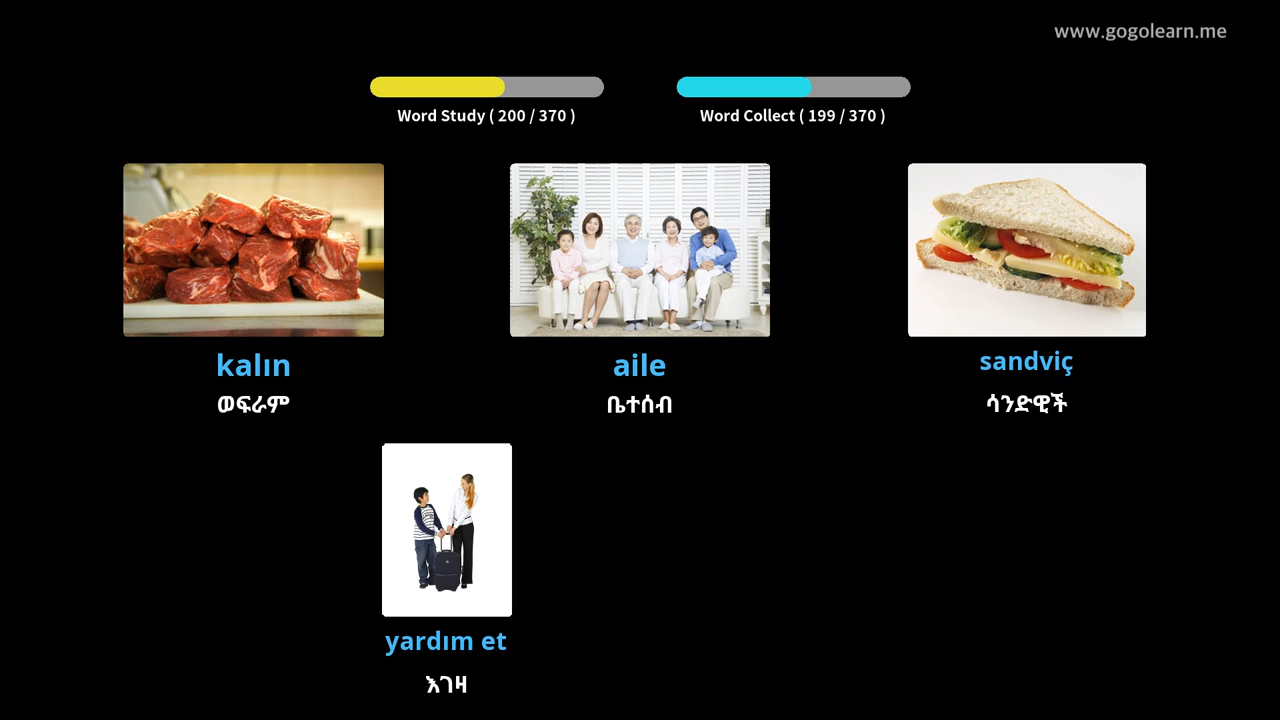 www.gogolearn.me
Word Study ( 200 / 370 )
Word Collect ( 199 / 370 )
kalın
ወፍራም
aile
ቤተሰብ
sandviç
ሳንድዊች
yardım et
እገዛ